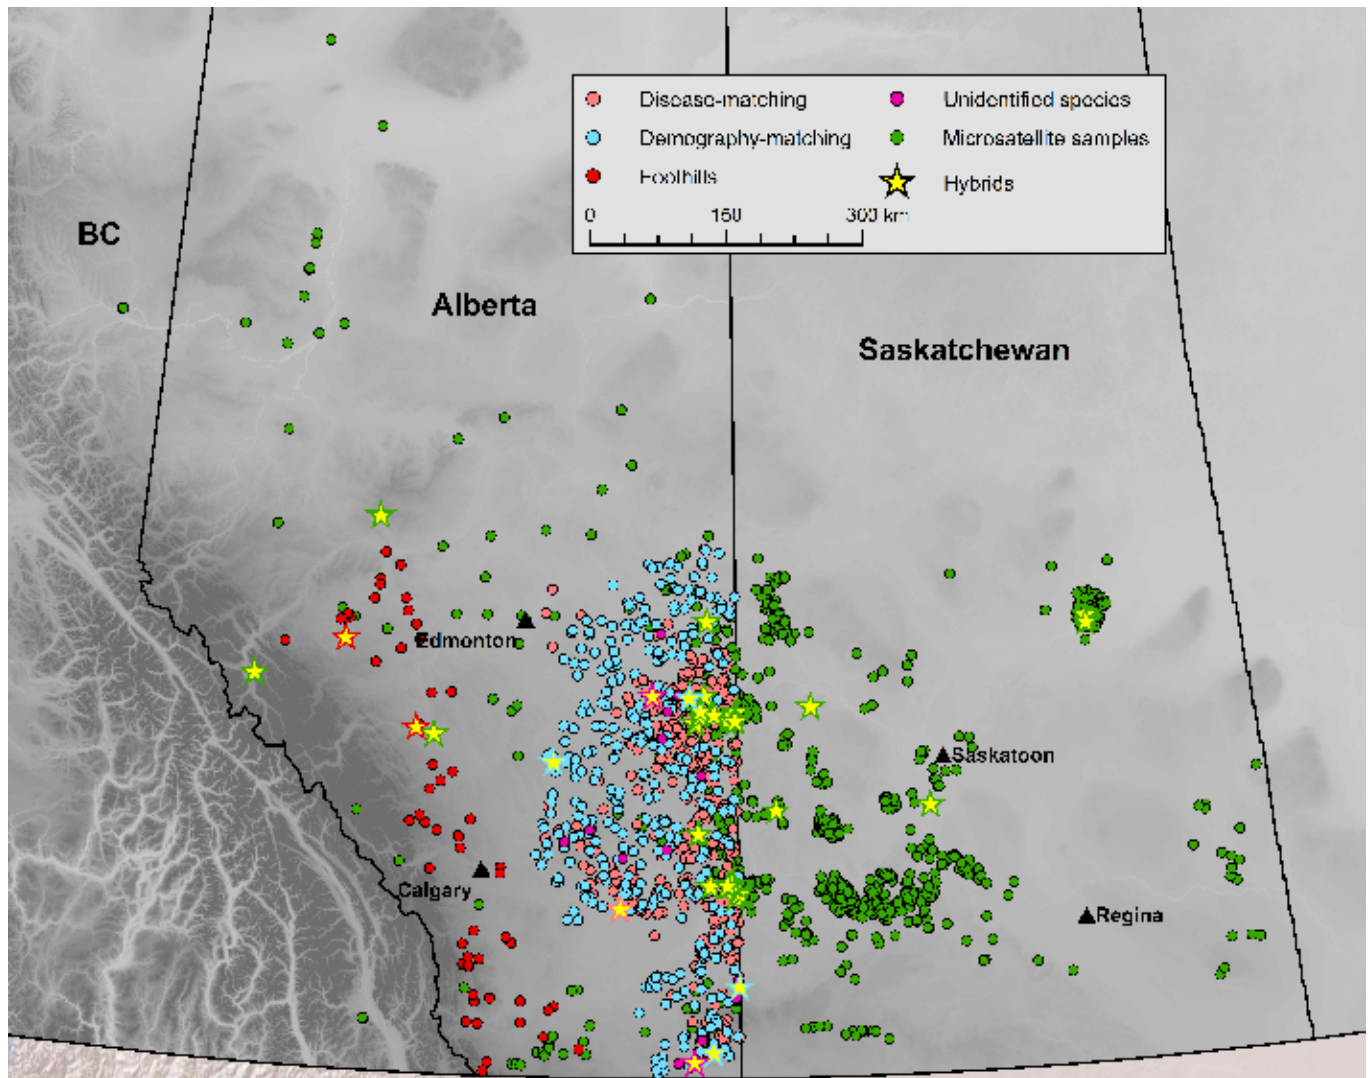 Disease-matching
Unidentified species
Demography-matching
Microsatellite samples
Foothills
Hybrids
0 150 300 km
BC
Alberta
Saskatchewan
Edmonton
Saskatoon
Calgary
Regina